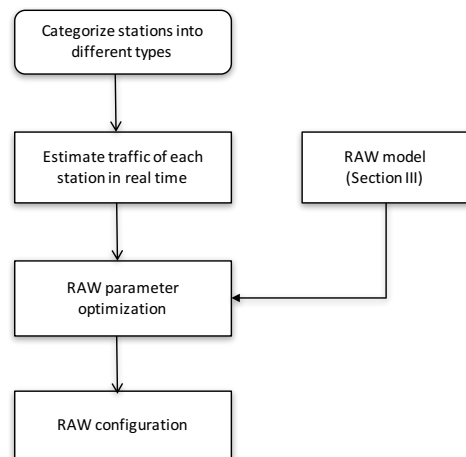 Categorize stations into
different types
Estimate traffic of each
station in real time
RAW model
(Section III)
RAW parameter
optimization
RAW configuration